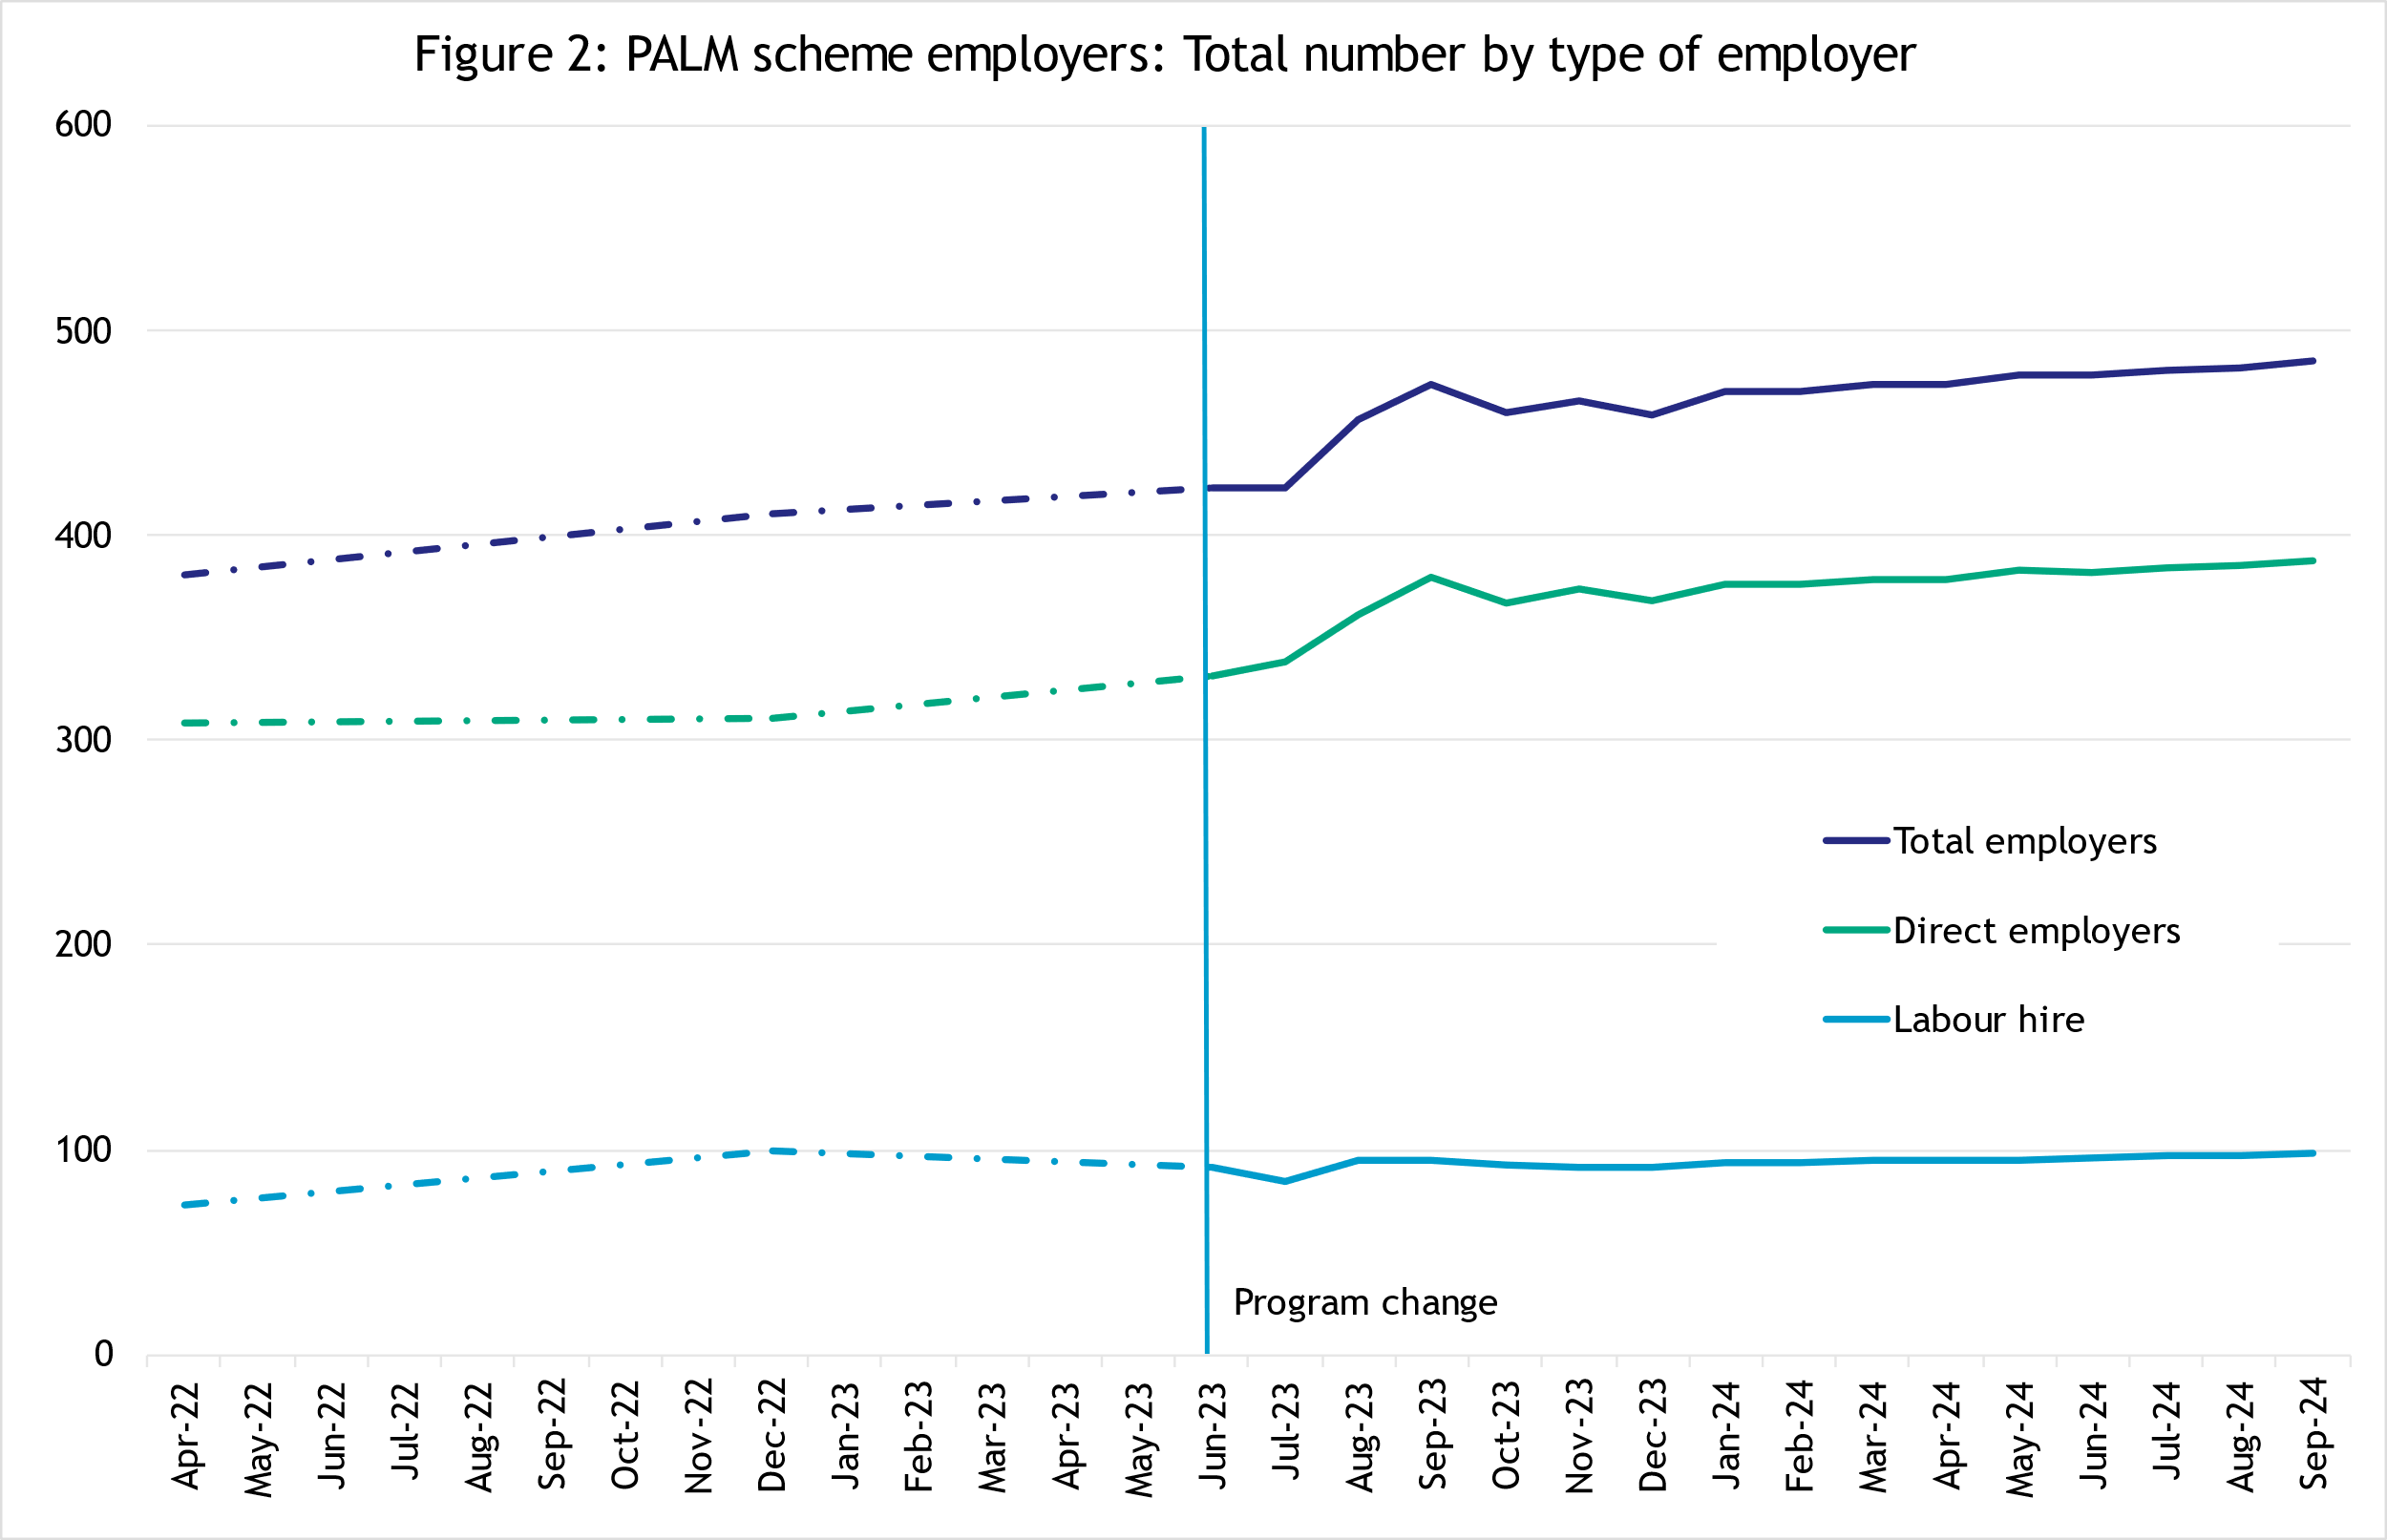 Figure 2: PALM scheme employers: Total number by type of employer
600
500
400
300
200
100
0
Total employers
Direct employers
Labour hire
Program change
Apr-22
May-22
Jun-22
Jul-22
Aug-22
Sep-22
Oct-22
Nov-22
Dec-22
Jan-23
Feb-23
Mar-23
Apr-23
May-23
Jun-23
Jul-23
Aug-23
Sep-23
Oct-23
Nov-23
Dec-23
Jan-24
Feb-24
Mar-24
Apr-24
May-24
Jun-24
Jul-24
Aug-24
Sep-24